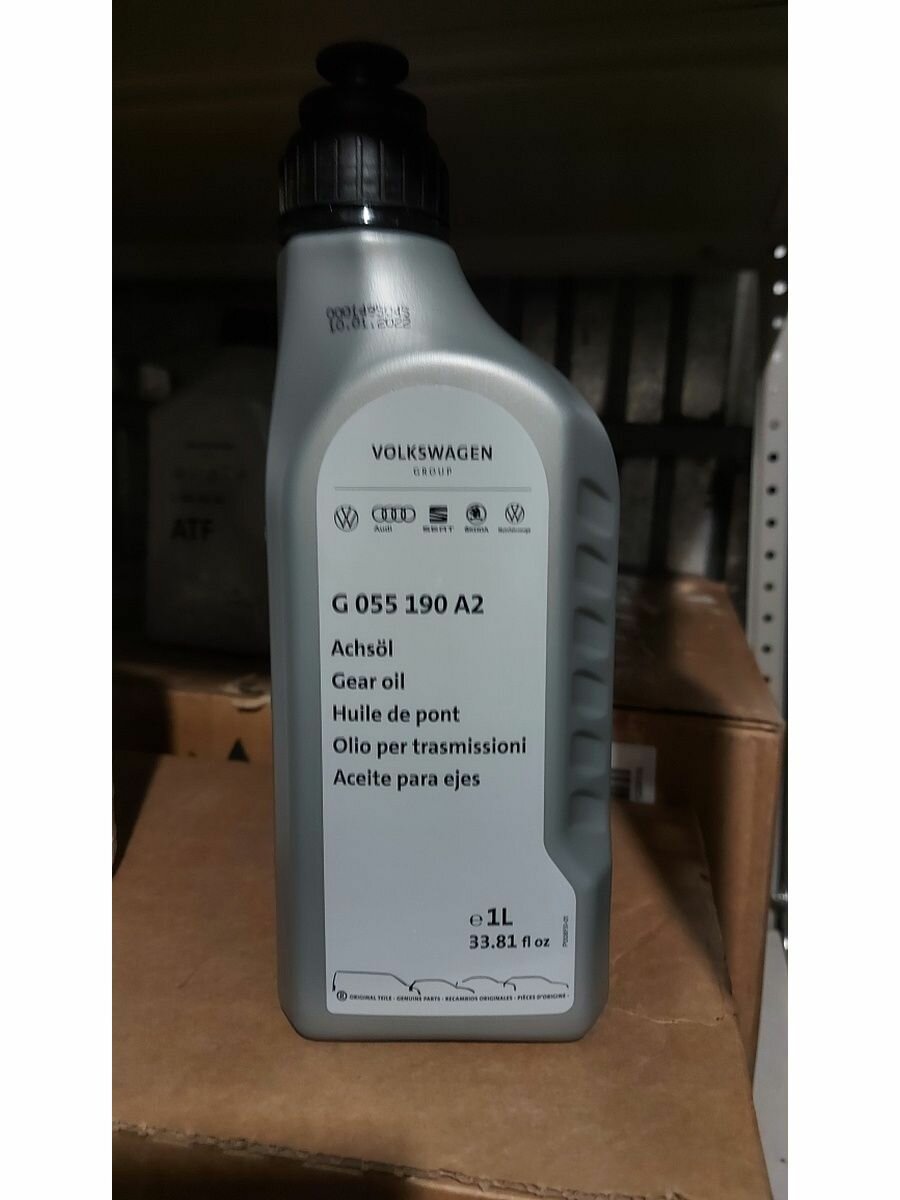 2022.10.01
VOLKSWAGEN
GROUP
Audi
SEAT
ŠKODA
G 055 190 A2
Achsöl
Gear oil
Huile de pont
Olio per trasmissioni
Aceite para ejes
ATF
℮ 1L
33.81 fl oz
® ORIGINAL TEILE · GENUINE PARTS · RECAMBIOS ORIGINALES · PIÈCES D'ORIGINE ·